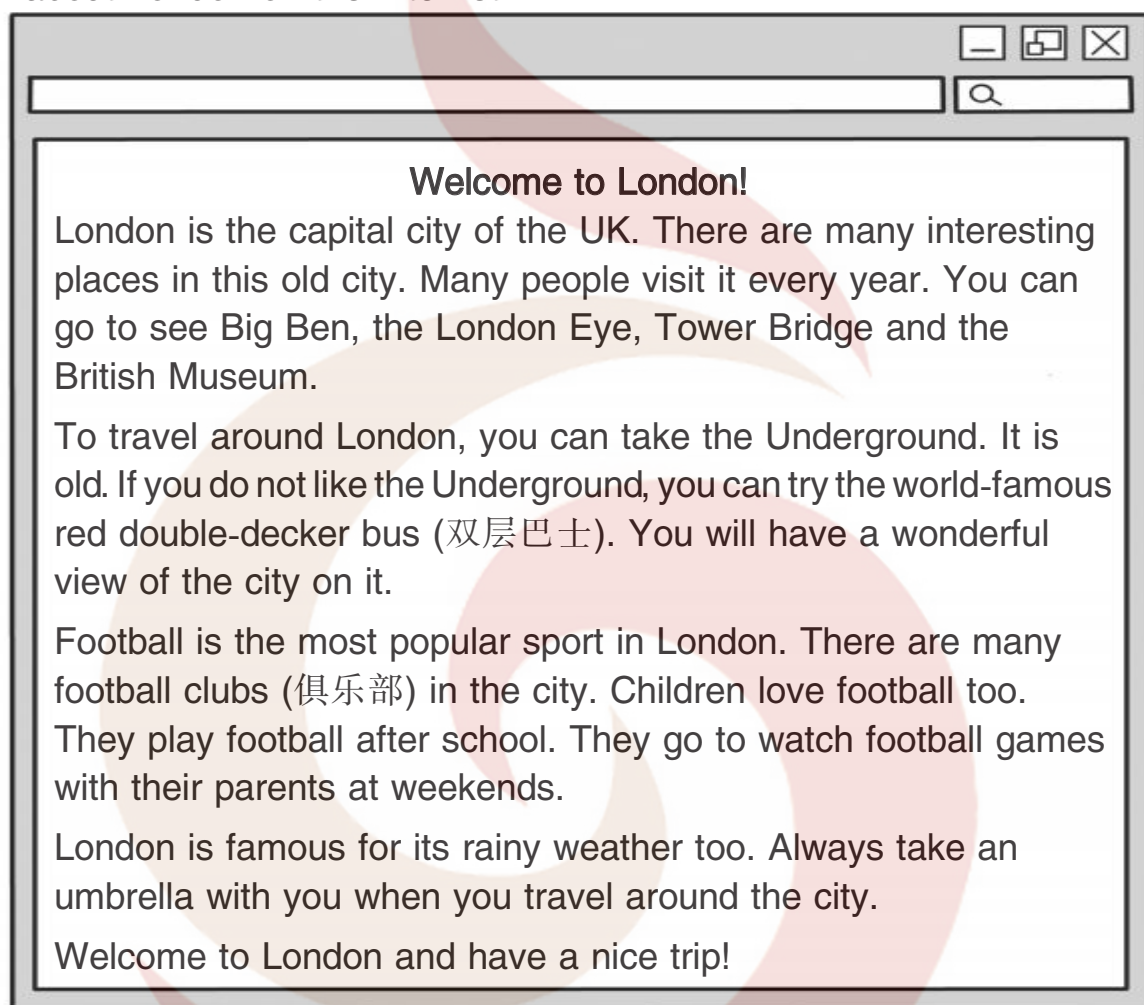 Welcome to London!
London is the capital city of the UK. There are many interesting
places in this old city. Many people visit it every year. You can
go to see Big Ben, the London Eye, Tower Bridge and the
British Museum.
To travel around London, you can take the Underground. It is
old. If you do not like the Underground, you can try the world-famous
red double-decker bus (双层巴士). You will have a wonderful
view of the city on it.
Football is the most popular sport in London. There are many
football clubs (俱乐部) in the city. Children love football too.
They play football after school. They go to watch football games
with their parents at weekends.
London is famous for its rainy weather too. Always take an
umbrella with you when you travel around the city.
Welcome to London and have a nice trip!